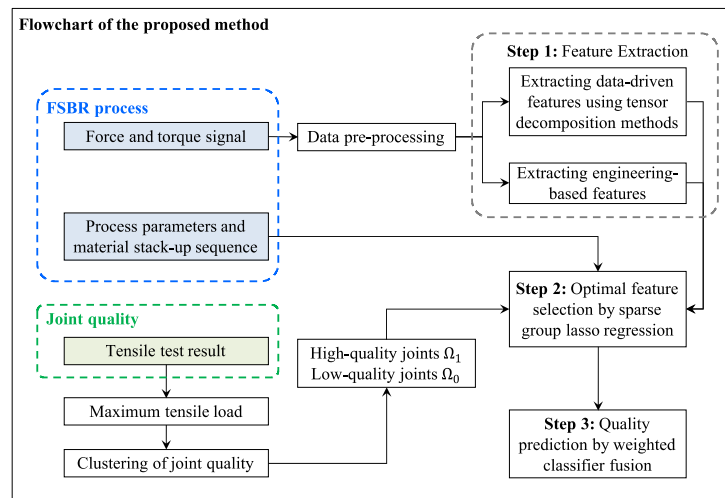 Flowchart of the proposed method
Step 1: Feature Extraction
Extracting data-driven
features using tensor
decomposition methods
FSBR process
Force and torque signal
Data pre-processing
Extracting engineering-
based features
Process parameters and
material stack-up sequence
Step 2: Optimal feature
selection by sparse
group lasso regression
Joint quality
Tensile test result
High-quality joints Ω₁
Low-quality joints Ω₀
Maximum tensile load
Clustering of joint quality
Step 3: Quality
prediction by weighted
classifier fusion